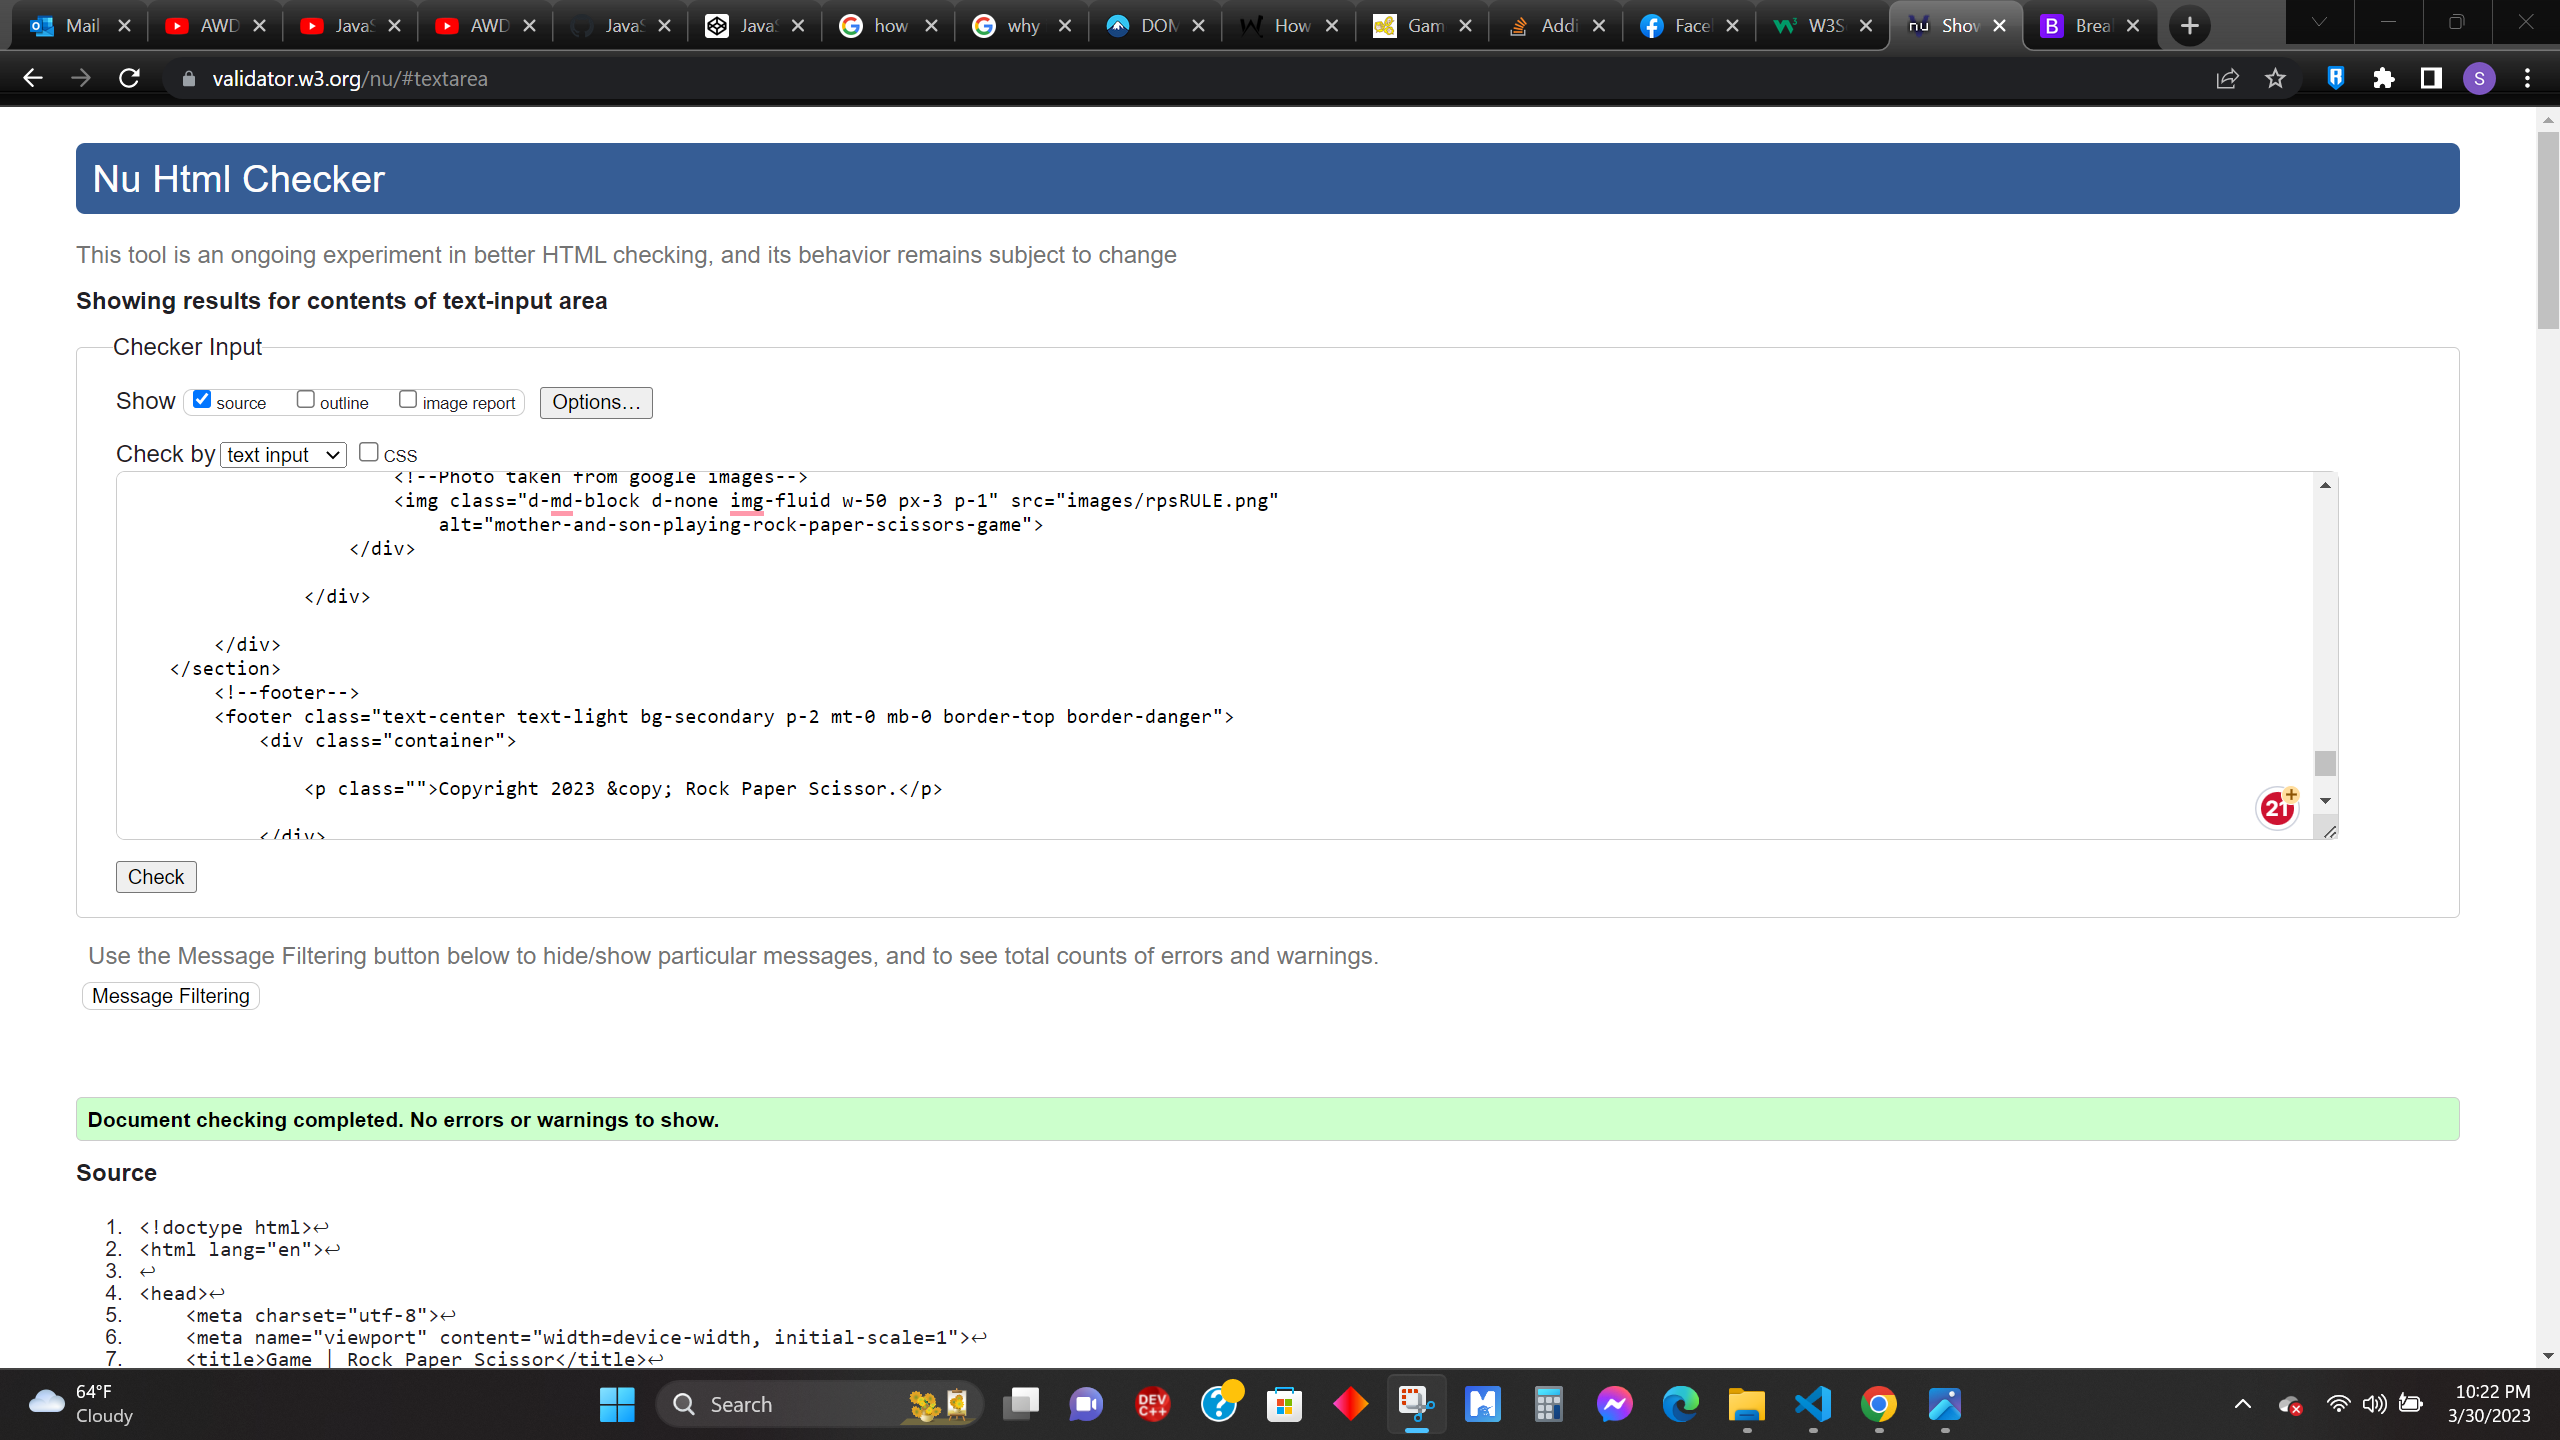 Mail
AWD
Java
AWD
Java
Java
how
why
DOM
How
Gam
Addi
Face
W3S
Show
Brea
validator.w3.org/nu/#textarea
S
Nu Html Checker
This tool is an ongoing experiment in better HTML checking, and its behavior remains subject to change
Showing results for contents of text-input area
Checker Input
Show source outline image report Options...
Check by text input CSS
<!--Photo taken from google images-->
<img class="d-md-block d-none img-fluid w-50 px-3 p-1" src="images/rpsRULE.png"
alt="mother-and-son-playing-rock-paper-scissors-game">
</div>
</div>
</div>
</section>
<!--footer-->
<footer class="text-center text-light bg-secondary p-2 mt-0 mb-0 border-top border-danger">
<div class="container">
<p class="">Copyright 2023 &copy; Rock Paper Scissor.</p>
</div>
21
Check
Use the Message Filtering button below to hide/show particular messages, and to see total counts of errors and warnings.
Message Filtering
Document checking completed. No errors or warnings to show.
Source
1. <!doctype html>↩
2. <html lang="en">↩
3. ↩
4. <head>↩
5. <meta charset="utf-8">↩
6. <meta name="viewport" content="width=device-width, initial-scale=1">↩
7. <title>Game | Rock Paper Scissor</title>↩
64°F
Cloudy
Search
DEV
C++
10:22 PM
3/30/2023